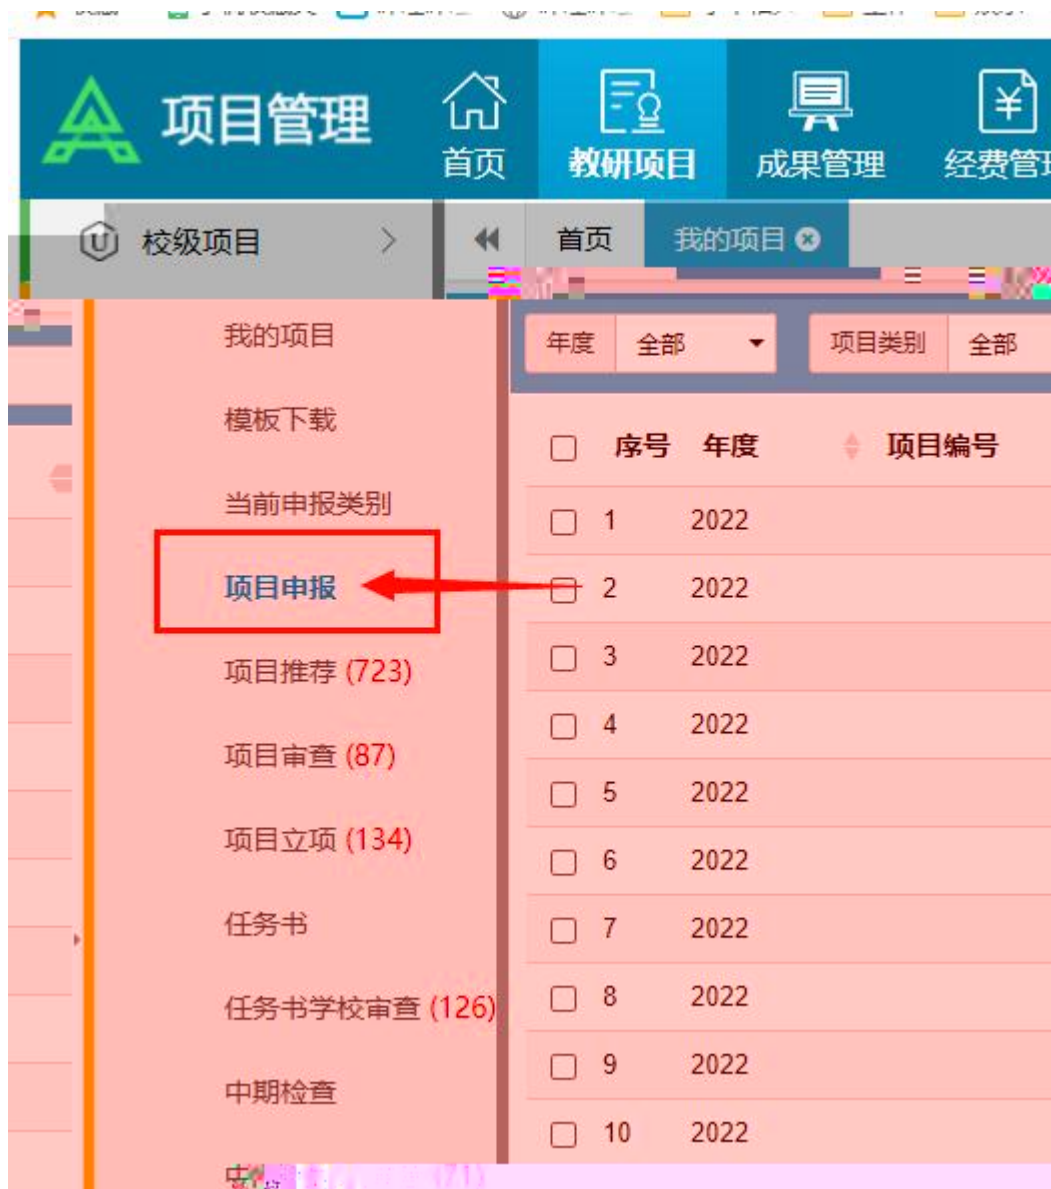 项目管理
首页
教研项目
成果管理
经费管
校级项目
首页
我的项目
我的项目
模板下载
当前申报类别
项目申报
项目推荐 (723)
项目审查 (87)
项目立项 (134)
任务书
任务书学校审查 (126)
中期检查
(71)
年度 全部
项目类别 全部
序号 年度 项目编号
1 2022
2 2022
3 2022
4 2022
5 2022
6 2022
7 2022
8 2022
9 2022
10 2022